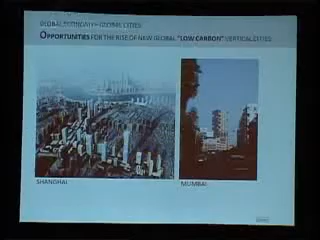 GLOBAL ECONOMY = GLOBAL CITIES
OPPORTUNITIES FOR THE RISE OF NEW GLOBAL "LOW CARBON" VERTICAL CITIES
SHANGHAI
MUMBAI